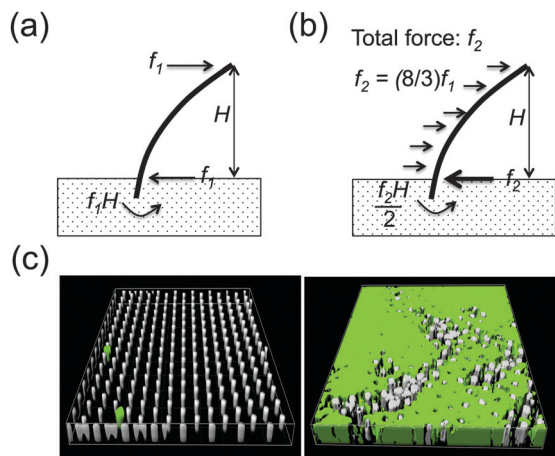 (a)
f₁
H
f₁
f₁H
(b)
Total force: f₂
f₂ = (8/3)f₁
H
f₂
f₂H
2
(c)